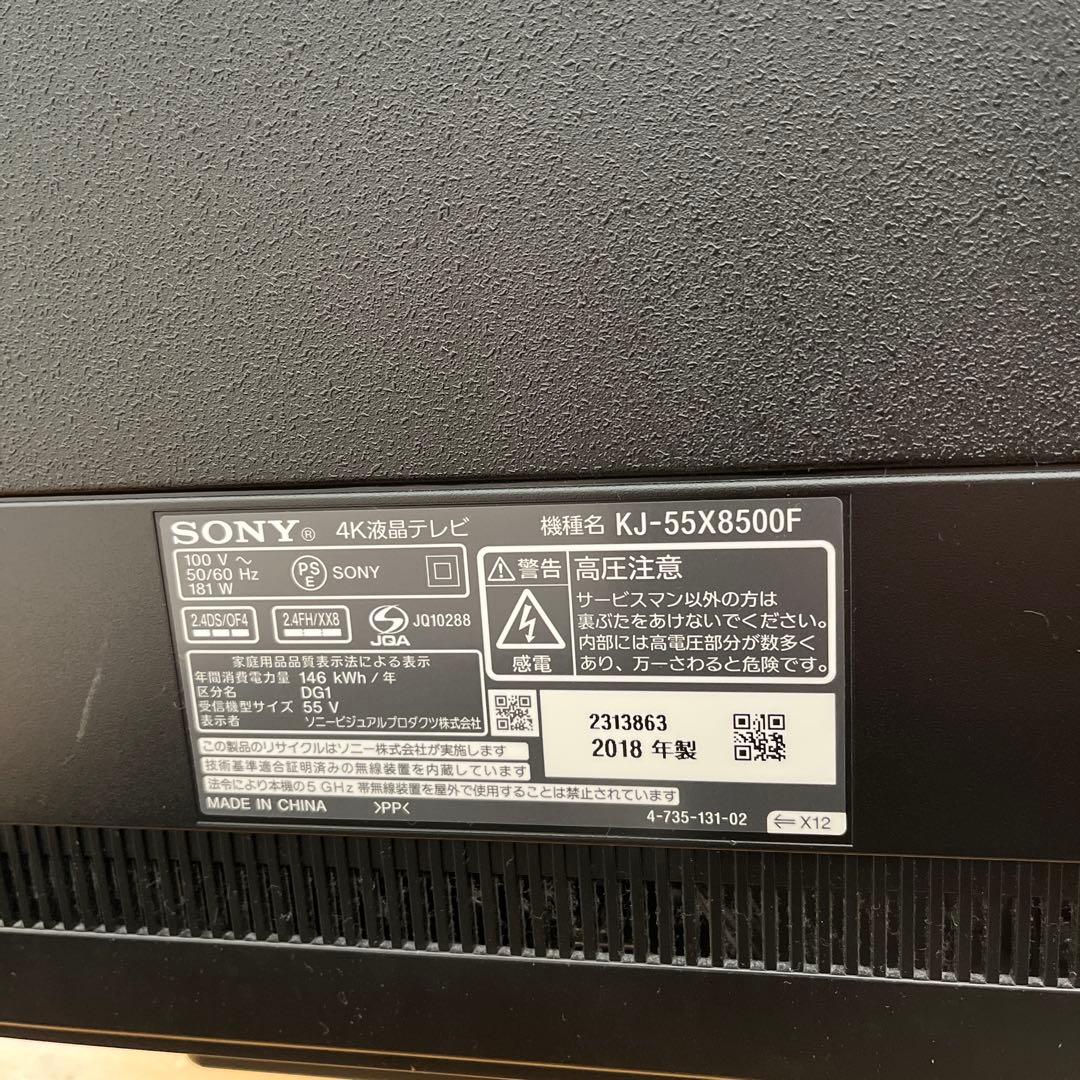 SONY® 4K液晶テレビ 機種名 KJ-55X8500F
100 V ～
50/60 Hz
181 W
PS
E
SONY
2.4DS/OF4
2.4FH/XX8
JQA
JQ10288
家庭用品品質表示法による表示
年間消費電力量 146 kWh / 年
区分名 DG1
受信機型サイズ 55 V
表示者 ソニービジュアルプロダクツ株式会社
警告
感電
高圧注意
サービスマン以外の方は
裏ぶたをあけないでください。
内部には高電圧部分が数多く
あり、万一さわると危険です。
2313863
2018 年製
この製品のリサイクルはソニー株式会社が実施します
技術基準適合証明済みの無線装置を内蔵しています
法令により本機の5 GHz 帯無線装置を屋外で使用することは禁止されています
MADE IN CHINA >PP<
4-735-131-02
X12